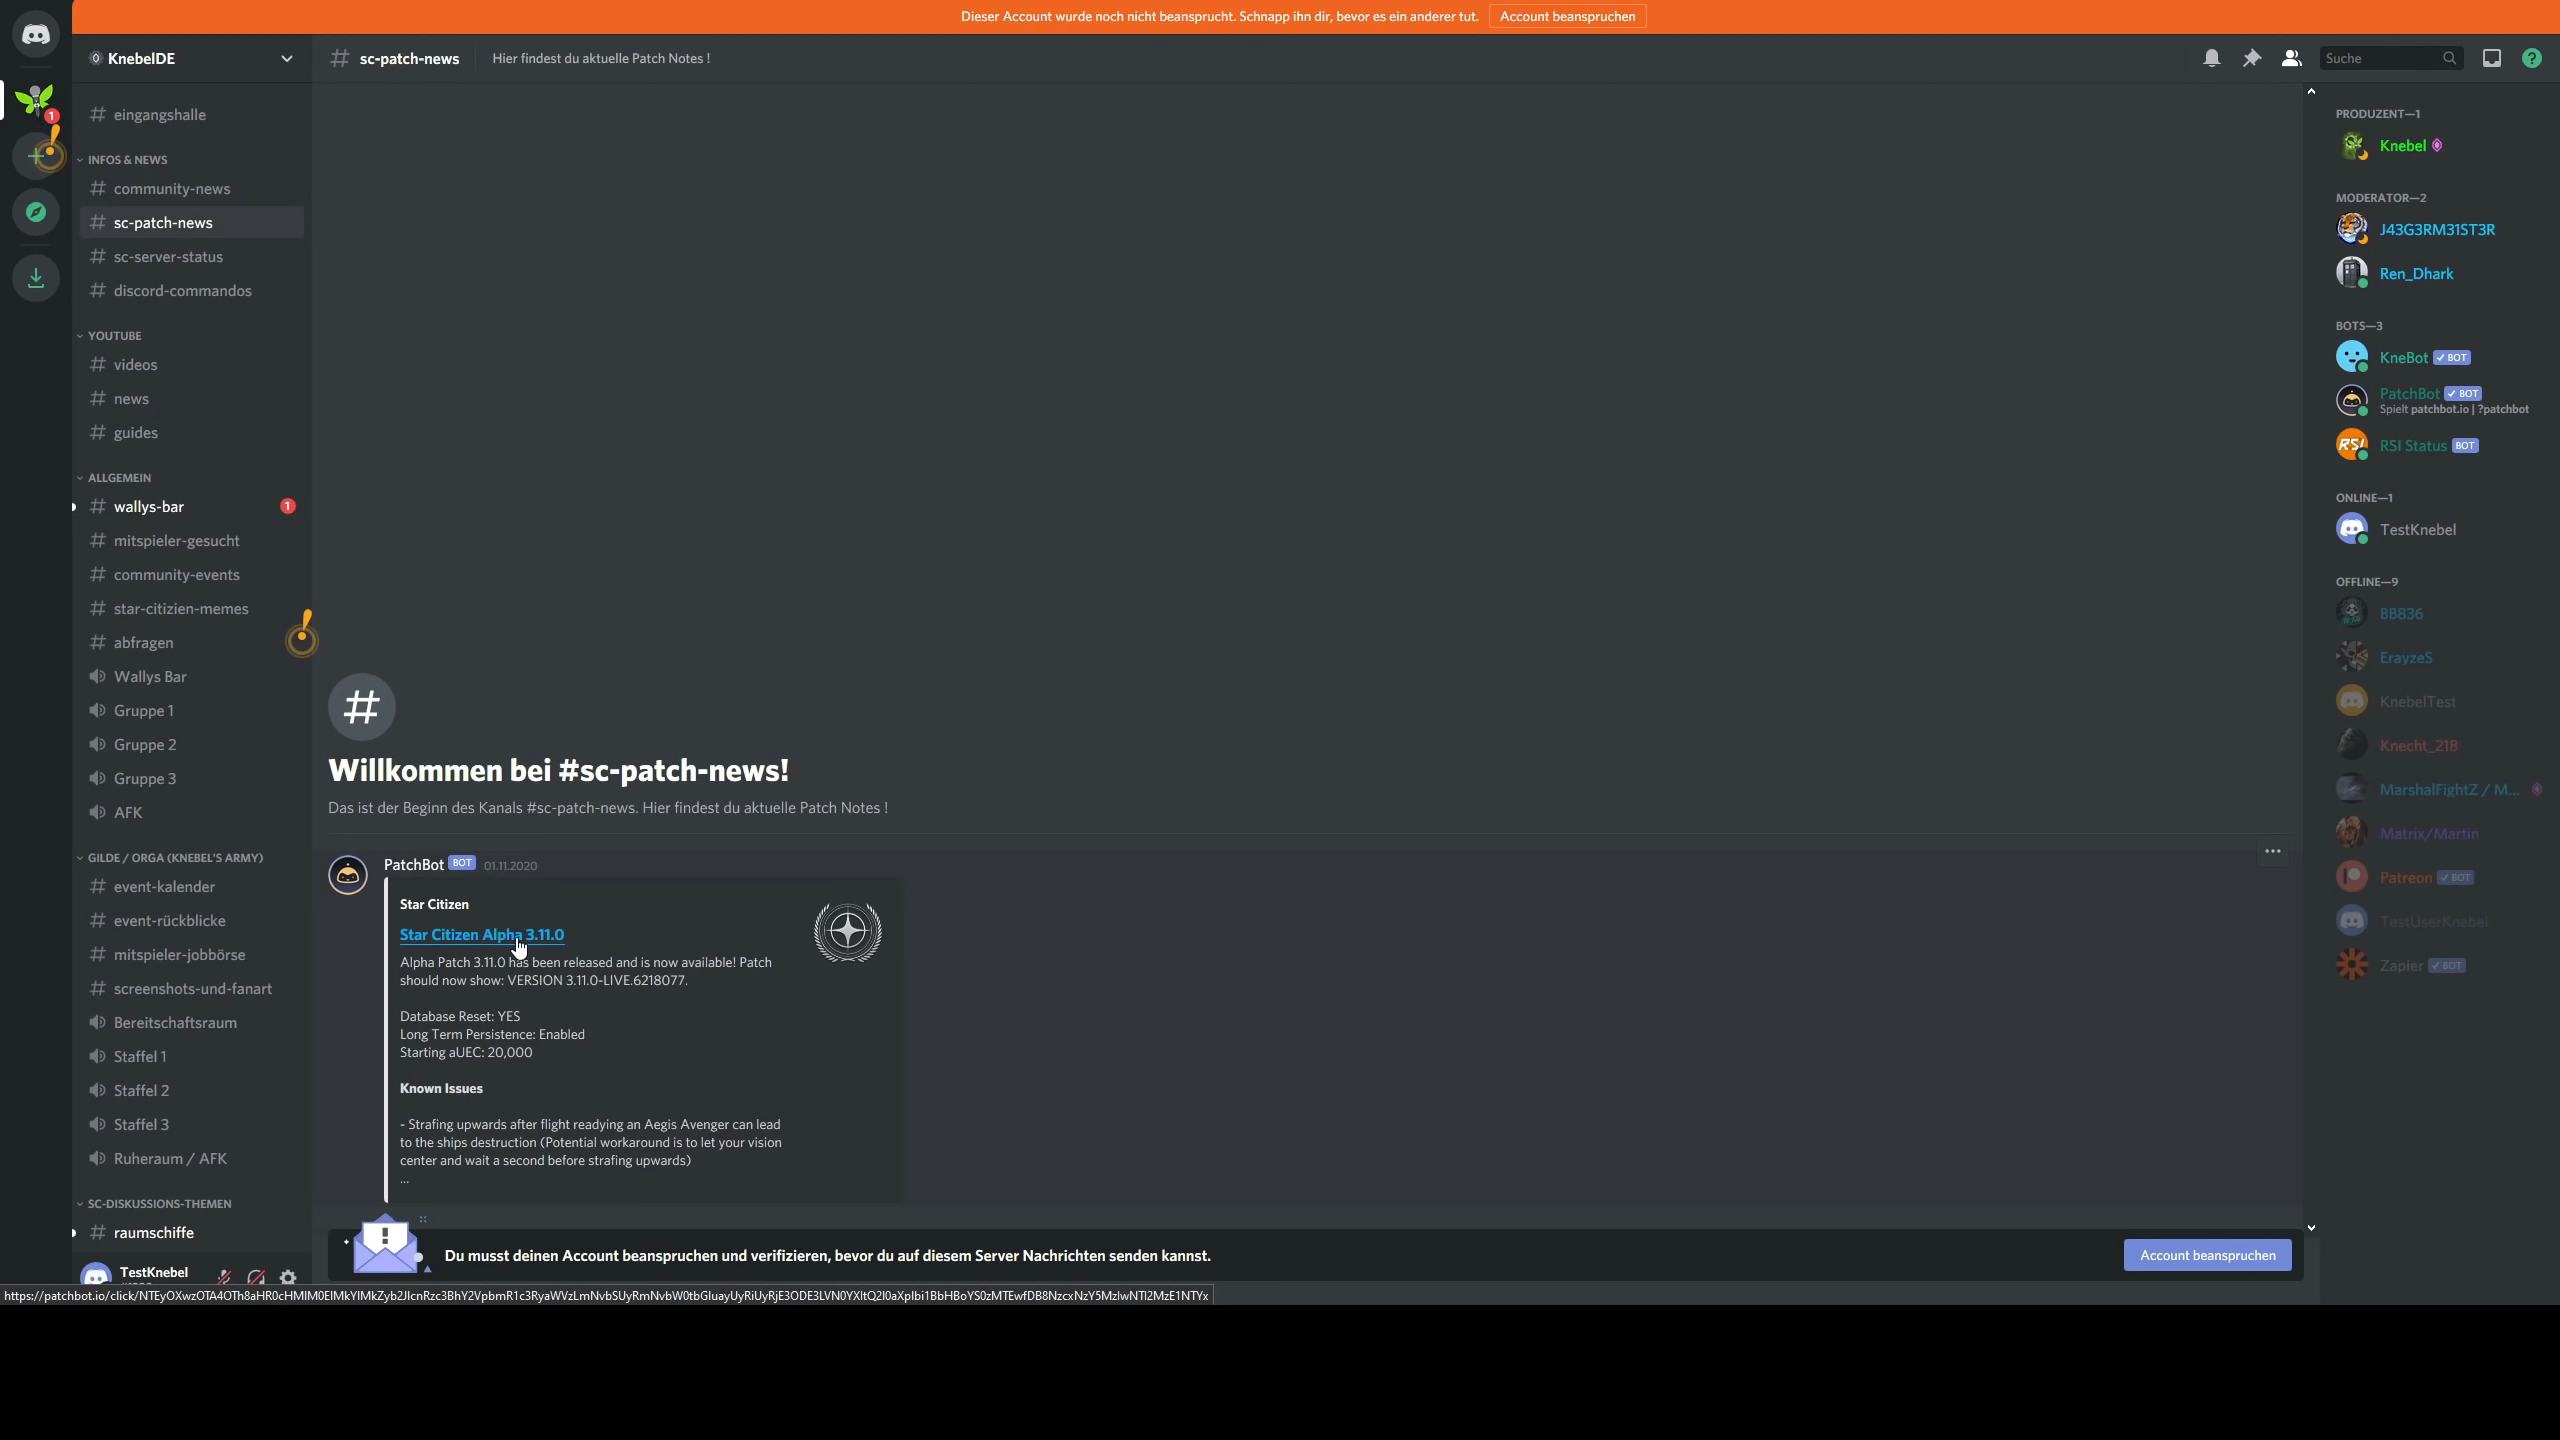 Dieser Account wurde noch nicht beansprucht. Schnapp ihn dir, bevor es ein anderer tut. Account beanspruchen
KnebelDE
sc-patch-news Hier findest du aktuelle Patch Notes !
Suche
1
eingangshalle
INFOS & NEWS
community-news
sc-patch-news
sc-server-status
discord-commandos
YOUTUBE
videos
news
guides
ALLGEMEIN
wallys-bar 1
mitspieler-gesucht
community-events
star-citizien-memes
abfragen
Wallys Bar
Gruppe 1
Gruppe 2
Gruppe 3
AFK
GILDE / ORGA (KNEBEL'S ARMY)
event-kalender
event-rückblicke
mitspieler-jobbörse
screenshots-und-fanart
Bereitschaftsraum
Staffel 1
Staffel 2
Staffel 3
Ruheraum / AFK
SC-DISKUSSIONS-THEMEN
raumschiffe
TestKnebel
Willkommen bei #sc-patch-news!
Das ist der Beginn des Kanals #sc-patch-news. Hier findest du aktuelle Patch Notes !
PatchBot BOT 01.11.2020
Star Citizen
Star Citizen Alpha 3.11.0
Alpha Patch 3.11.0 has been released and is now available! Patch
should now show: VERSION 3.11.0-LIVE.6218077.
Database Reset: YES
Long Term Persistence: Enabled
Starting aUEC: 20,000
Known Issues
- Strafing upwards after flight readying an Aegis Avenger can lead
to the ships destruction (Potential workaround is to let your vision
center and wait a second before strafing upwards)
...
Du musst deinen Account beanspruchen und verifizieren, bevor du auf diesem Server Nachrichten senden kannst.
Account beanspruchen
PRODUZENT—1
Knebel
MODERATOR—2
J43G3RM31ST3R
Ren_Dhark
BOTS—3
KneBot BOT
PatchBot BOT
Spielt patchbot.io | ?patchbot
RSI
RSI Status BOT
ONLINE—1
TestKnebel
OFFLINE—9
BB836
ErayzeS
KnebelTest
Knecht_218
MarshalFightZ / M...
Matrix/Martin
Patreon BOT
TestUserKnebel
Zapier BOT